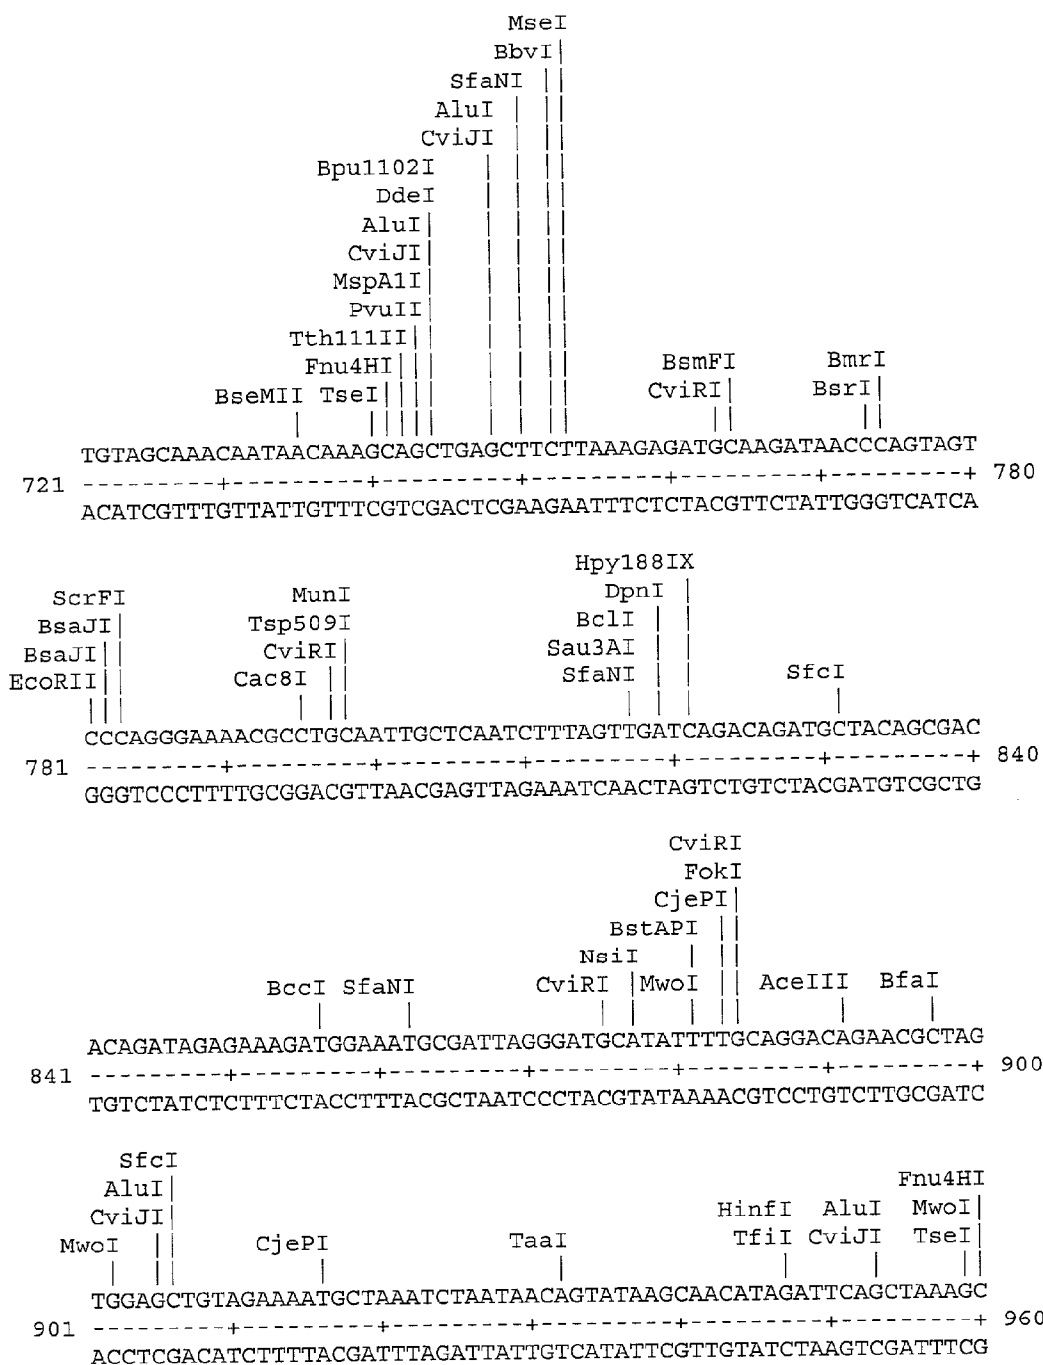 MseI
BbvI
SfaNI
AluI
CviJI
Bpu1102I
DdeI
AluI
CviJI
MspA1I
PvuII
Tth111II
Fnu4HI BsmFI BmrI
BseMII TseI CviRI BsrI
TGTAGCAAACAATAACAAAGCAGCTGAGCTTCTTAAAGAGATGCAAGATAACCCAGTAGT
721 ---------+---------+---------+---------+---------+---------+ 780
ACATCGTTTGTTATTGTTTCGTCGACTCGAAGAATTTCTCTACGTTCTATTGGGTCATCA
Hpy188IX
ScrFI MunI DpnI
BsaJI Tsp509I BclI
BsaJI CviRI Sau3AI
EcoRII Cac8I SfaNI SfcI
CCCAGGGAAAACGCCTGCAATTGCTCAATCTTTAGTTGATCAGACAGATGCTACAGCGAC
781 ---------+---------+---------+---------+---------+---------+ 840
GGGTCCCTTTTGCGGACGTTAACGAGTTAGAAATCAACTAGTCTGTCTACGATGTCGCTG
CviRI
FokI
CjePI
BstAPI
NsiI
BccI SfaNI CviRI MwoI AceIII BfaI
ACAGATAGAGAAAGATGGAAATGCGATTAGGGATGCATATTTTGCAGGACAGAACGCTAG
841 ---------+---------+---------+---------+---------+---------+ 900
TGTCTATCTCTTTCTACCTTTACGCTAATCCCTACGTATAAAACGTCCTGTCTTGCGATC
SfcI
AluI Fnu4HI
CviJI HinfI AluI MwoI
MwoI CjePI TaaI TfiI CviJI TseI
TGGAGCTGTAGAAAATGCTAAATCTAATAACAGTATAAGCAACATAGATTCAGCTAAAGC
901 ---------+---------+---------+---------+---------+---------+ 960
ACCTCGACATCTTTTACGATTTAGATTATTGTCATATTCGTTGTATCTAAGTCGATTTCG